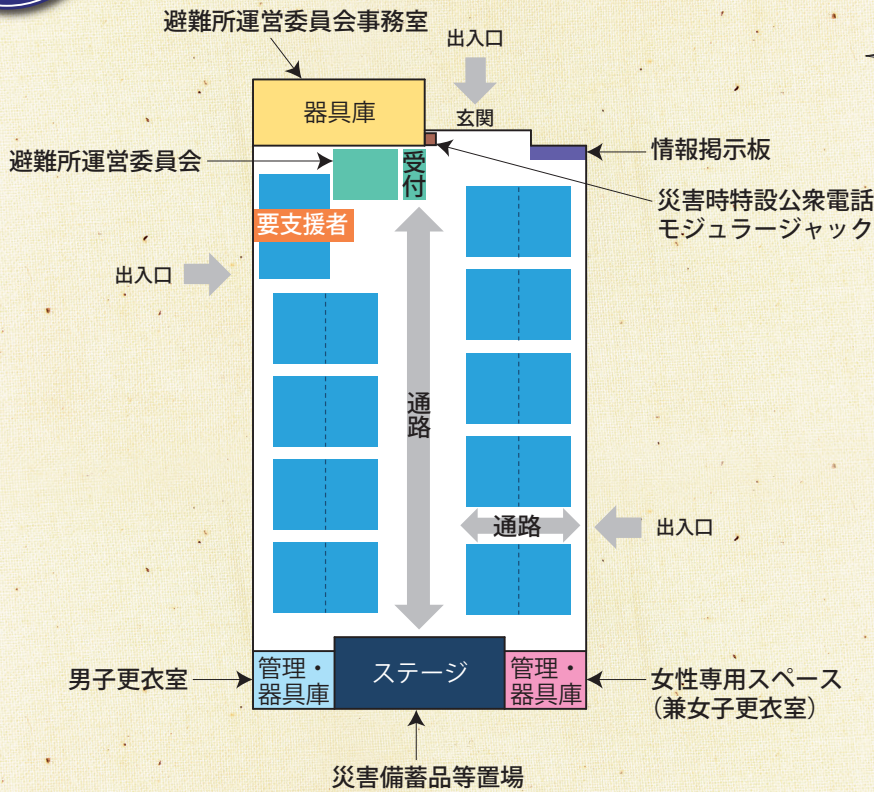 避難所運営委員会事務室
出入口
器具庫
玄関
避難所運営委員会
受付
情報掲示板
災害時特設公衆電話
モジュラージャック
要支援者
出入口
通路
通路
出入口
男子更衣室
管理・
器具庫
ステージ
管理・
器具庫
女性専用スペース
（兼女子更衣室）
災害備蓄品等置場